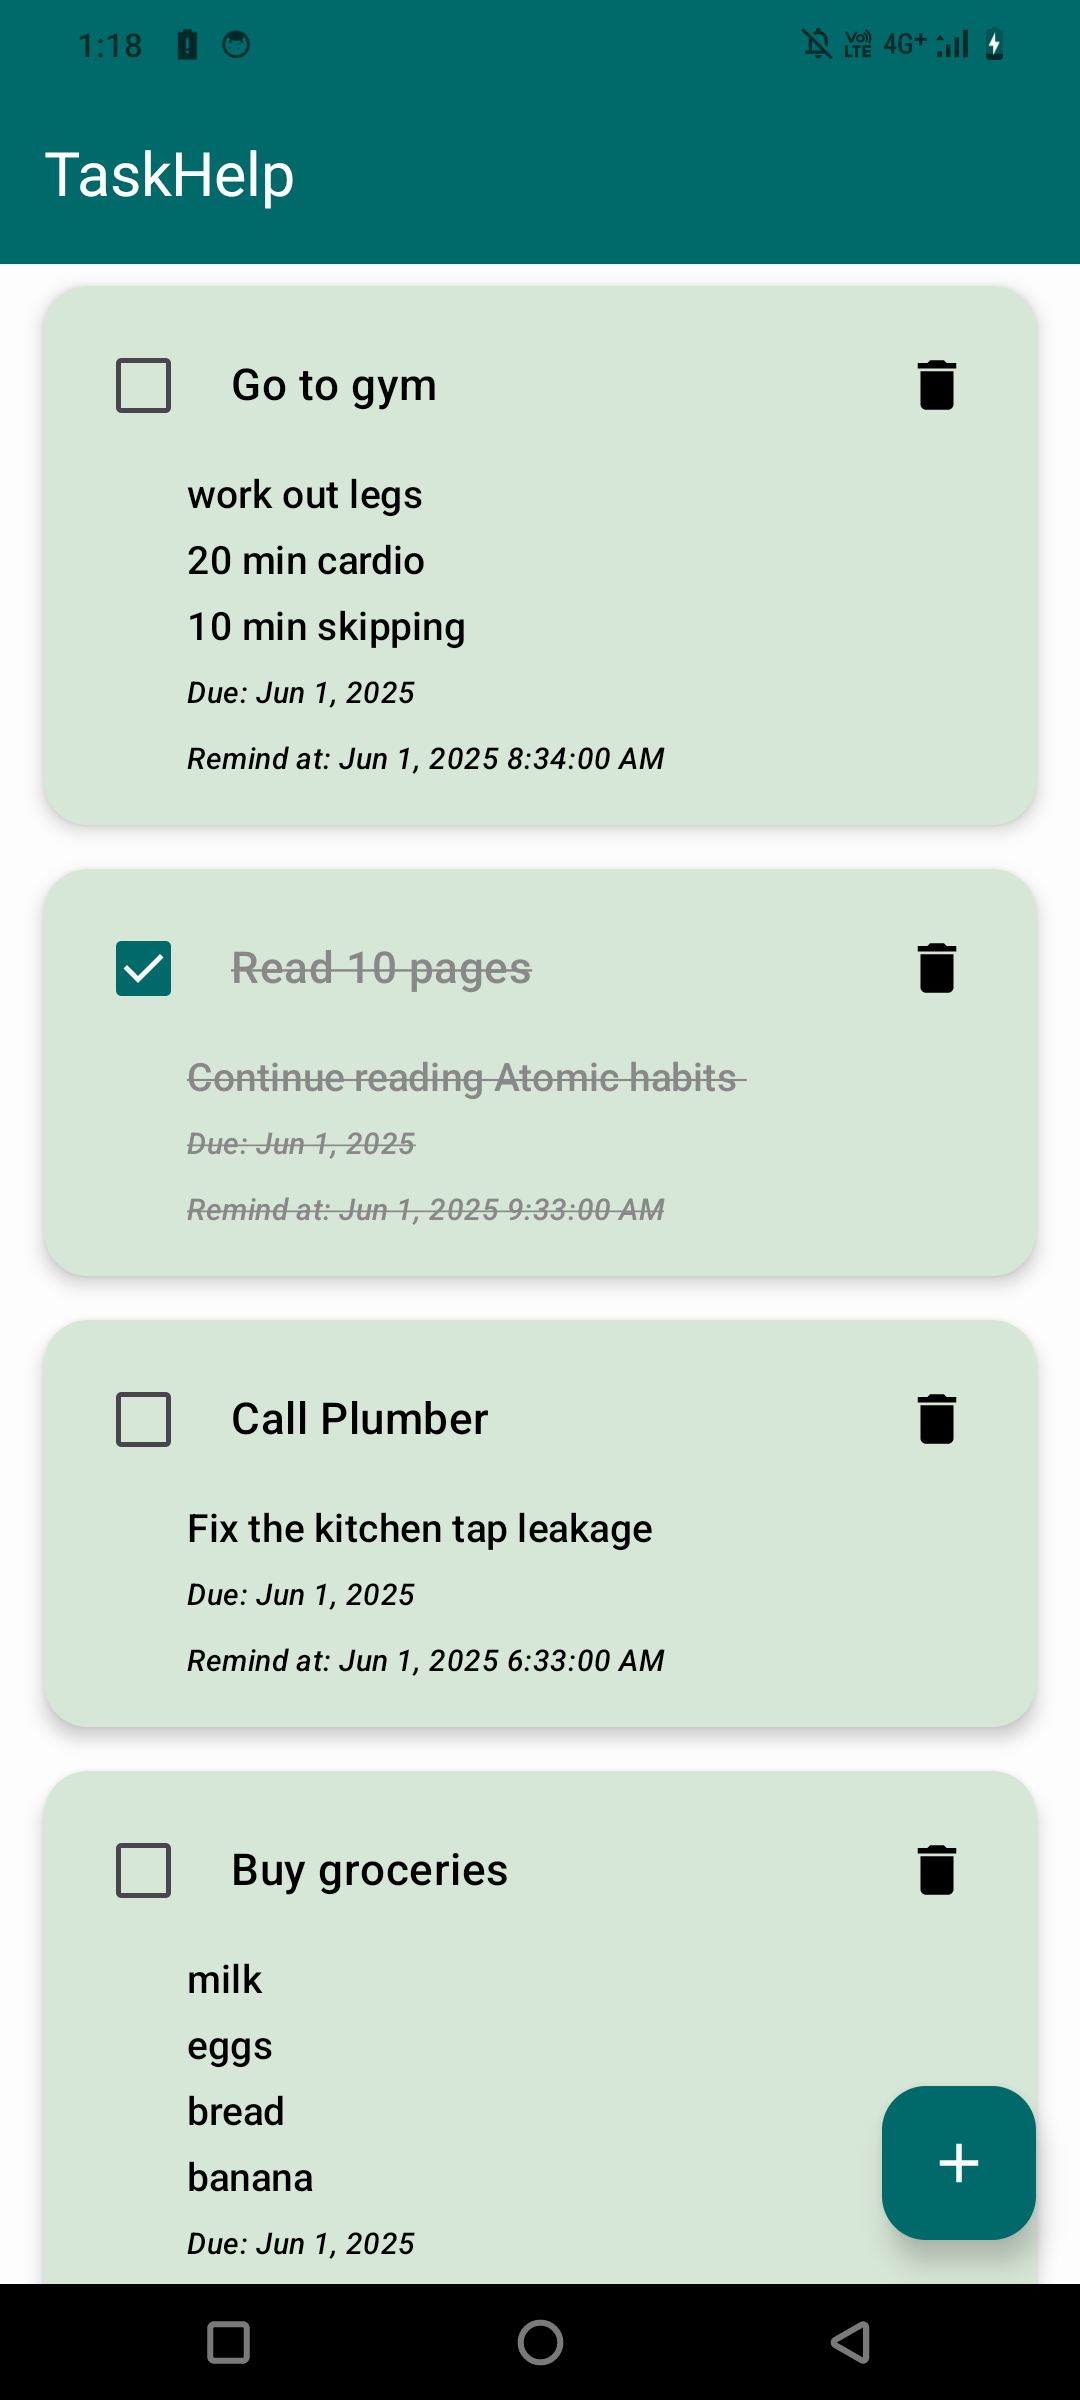 1:18
VoLTE 4G+
TaskHelp
Go to gym
work out legs
20 min cardio
10 min skipping
Due: Jun 1, 2025
Remind at: Jun 1, 2025 8:34:00 AM
Read 10 pages
Continue reading Atomic habits
Due: Jun 1, 2025
Remind at: Jun 1, 2025 9:33:00 AM
Call Plumber
Fix the kitchen tap leakage
Due: Jun 1, 2025
Remind at: Jun 1, 2025 6:33:00 AM
Buy groceries
milk
eggs
bread
banana
Due: Jun 1, 2025